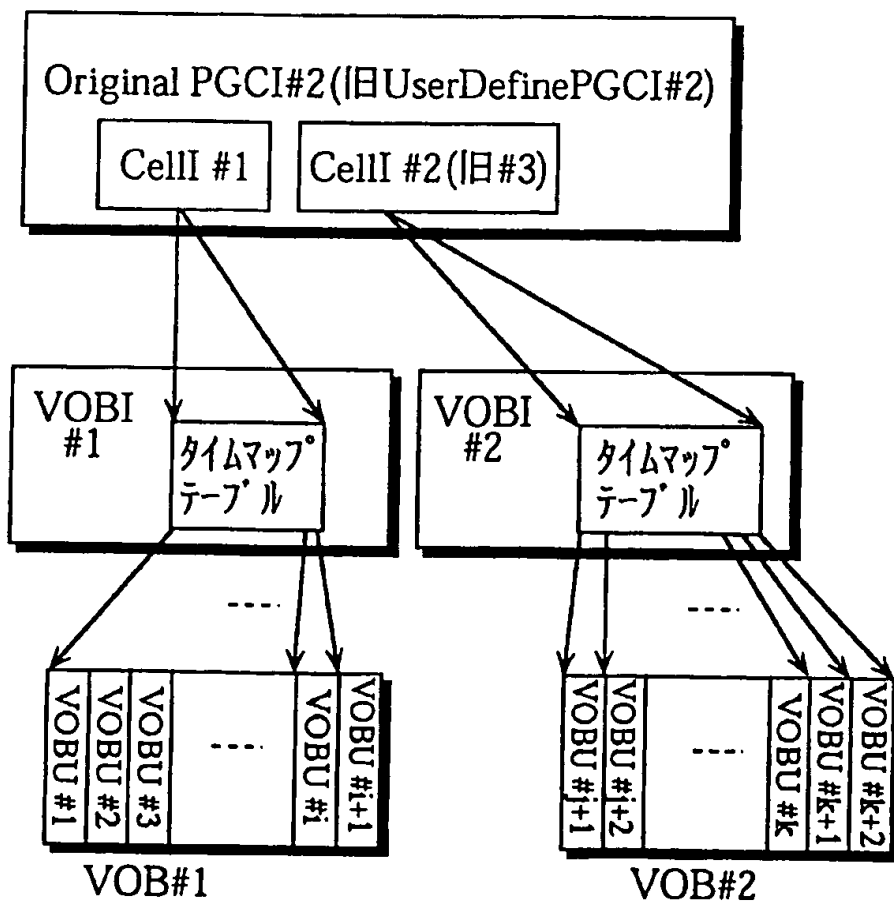 Original PGCI#2(旧UserDefinePGCI#2)
CellI #1
CellI #2(旧#3)
VOBI
#1
タイムマップ
テーブル
VOBI
#2
タイムマップ
テーブル
VOBU #1
VOBU #2
VOBU #3
VOBU #i
VOBU #i+1
VOBU #j+1
VOBU #j+2
VOBU #k
VOBU #k+1
VOBU #k+2
VOB#1
VOB#2